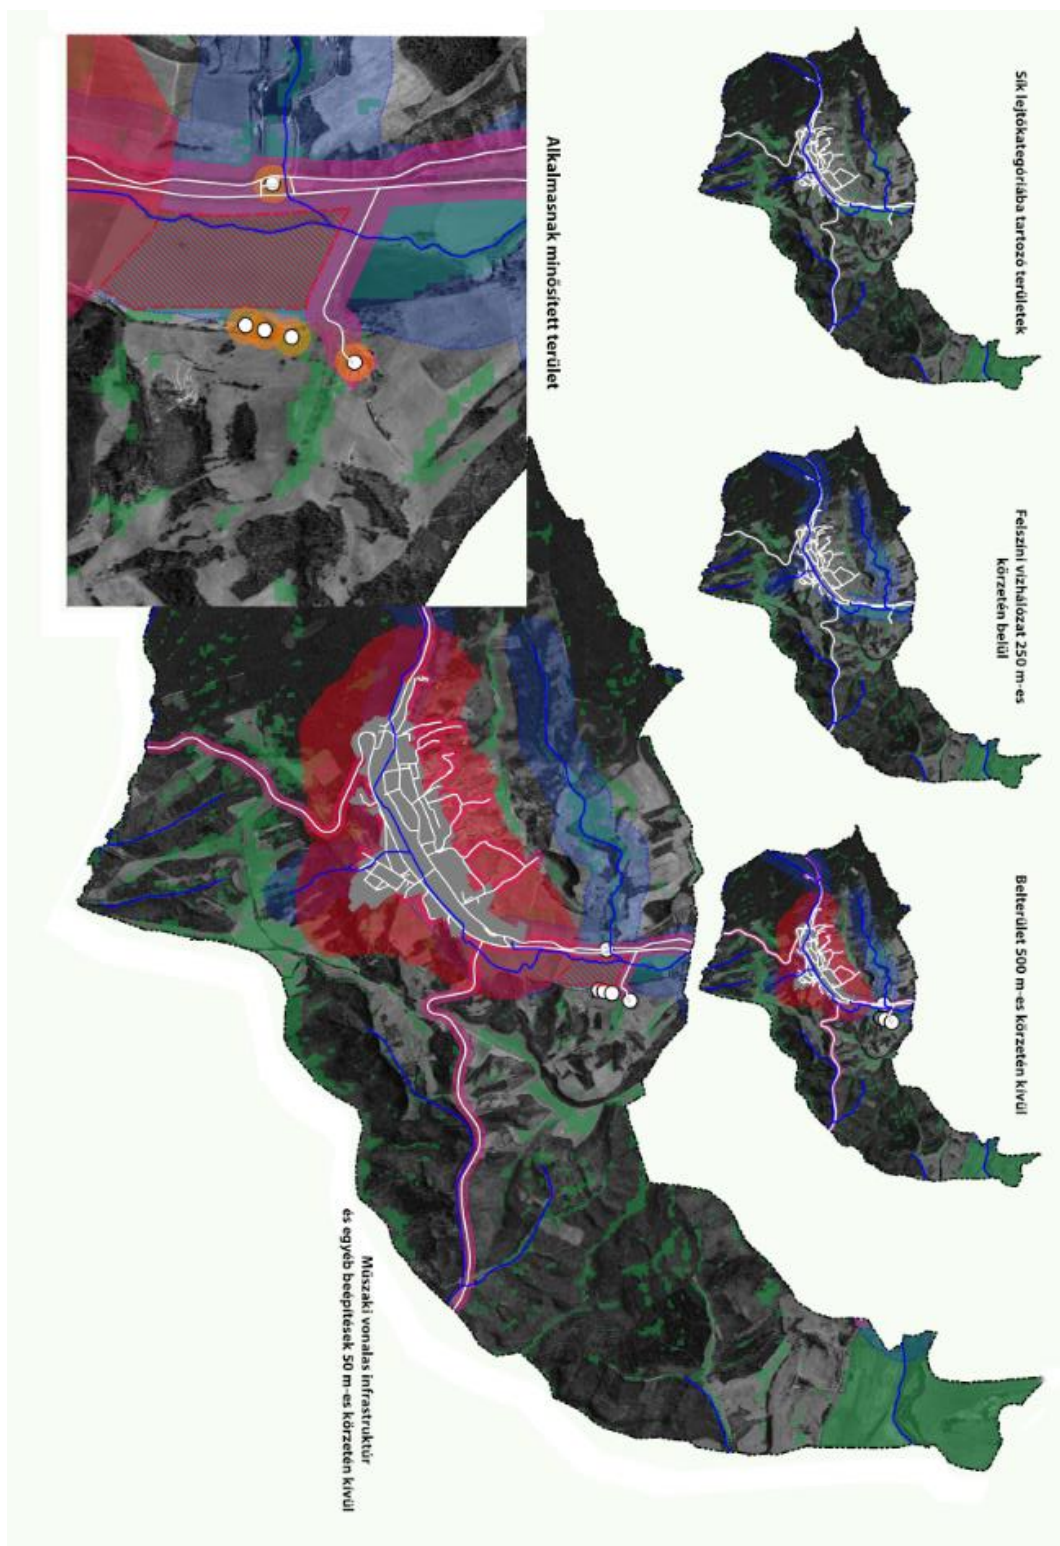 Sík lejtőkategóriába tartozó területek
Felszíni vízhálózat 250 m-es
körzetén belül
Belterület 500 m-es körzetén kívül
Alkalmasnak minősített terület
Műszaki vonalas infrastruktúr
és egyéb beépítések 50 m-es körzetén kívül